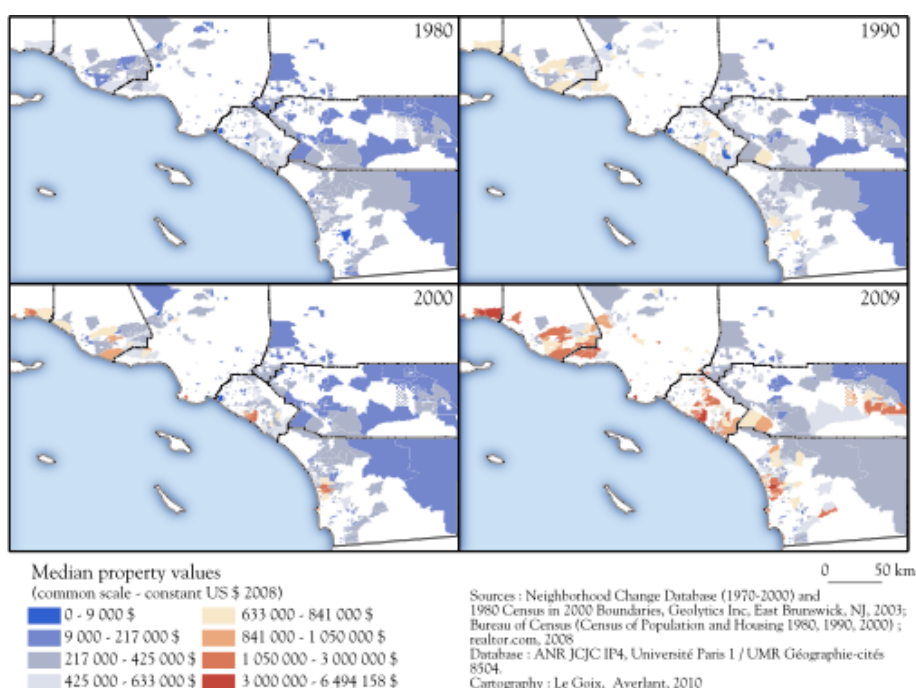 1980
1990
2000
2009
Median property values
(common scale - constant US $ 2008)
0 - 9 000 $
9 000 - 217 000 $
217 000 - 425 000 $
425 000 - 633 000 $
633 000 - 841 000 $
841 000 - 1 050 000 $
1 050 000 - 3 000 000 $
3 000 000 - 6 494 158 $
0 50 km
Sources : Neighborhood Change Database (1970-2000) and
1980 Census in 2000 Boundaries, Geolytics Inc, East Brunswick, NJ, 2003;
Bureau of Census (Census of Population and Housing 1980, 1990, 2000) ;
realtor.com, 2008
Database : ANR JCJC IP4, Université Paris 1 / UMR Géographie-cités
8504.
Cartography : Le Goix, Averlant, 2010